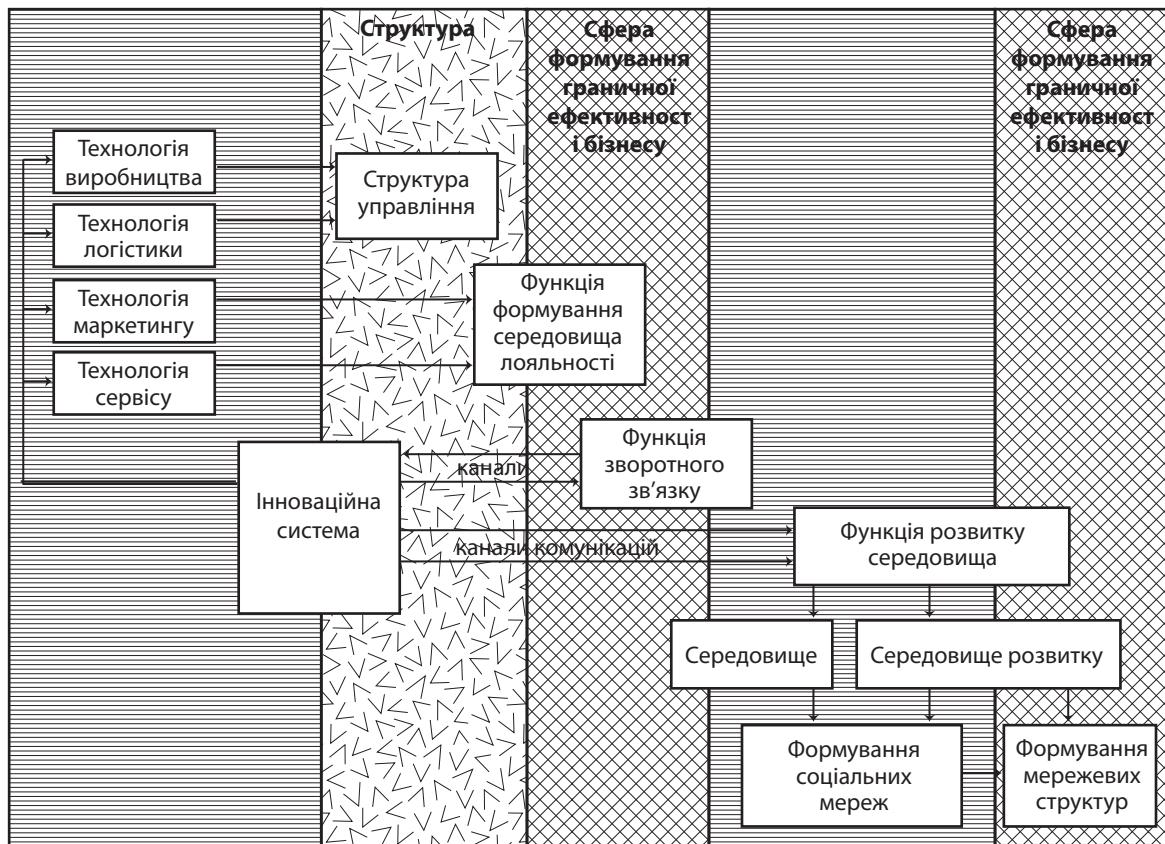 Структура
Сфера
формування
граничної
ефективност
і бізнесу
Сфера
формування
граничної
ефективност
і бізнесу
Технологія
виробництва
Структура
управління
Технологія
логістики
Функція
формування
середовища
лояльності
Технологія
маркетингу
Технологія
сервісу
Функція
зворотного
зв’язку
канали
Інноваційна
система
канали комунікацій
Функція розвитку
середовища
Середовище
Середовище розвитку
Формування
соціальних
мереж
Формування
мережевих
структур